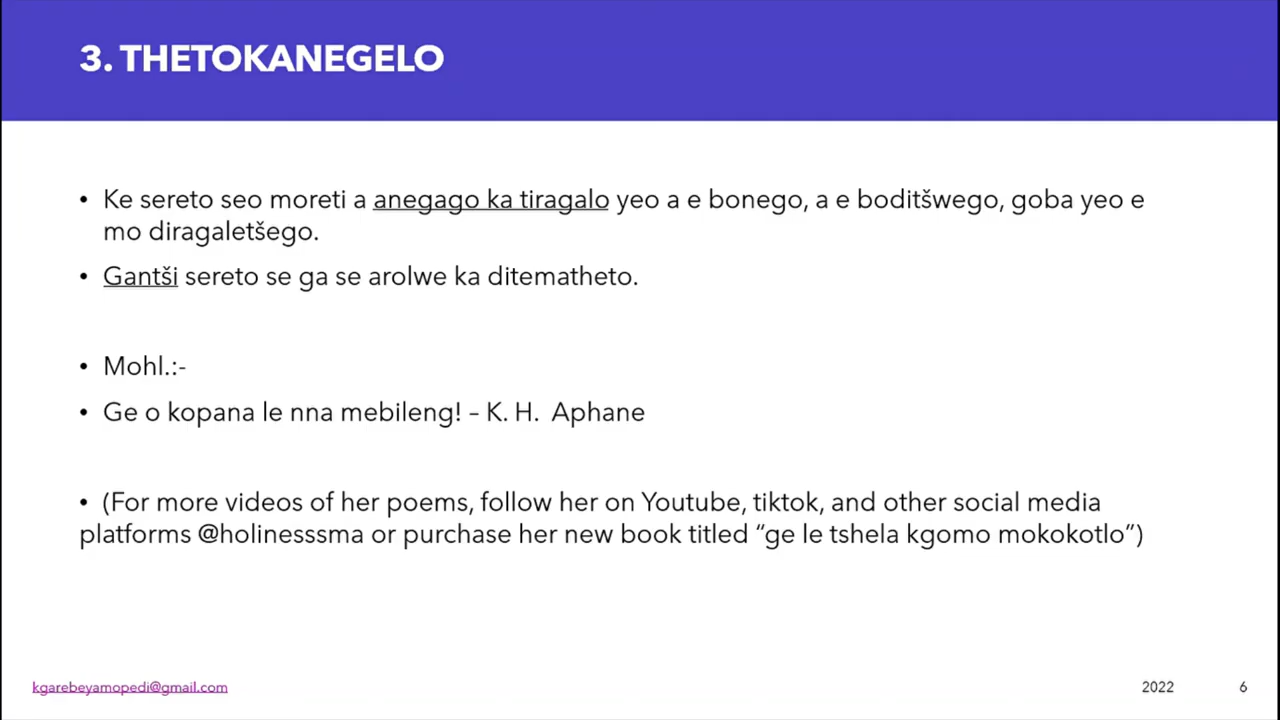 3. THETOKANEGELO
• Ke sereto seo moreti a anegago ka tiragalo yeo a e bonego, a e boditšwego, goba yeo e
mo diragaletšego.
• Gantši sereto se ga se arolwe ka ditematheto.
• Mohl.:-
• Ge o kopana le nna mebileng! – K. H. Aphane
• (For more videos of her poems, follow her on Youtube, tiktok, and other social media
platforms @holinesssma or purchase her new book titled “ge le tshela kgomo mokokotlo”)
kgarebeyamopedi@gmail.com
2022
6